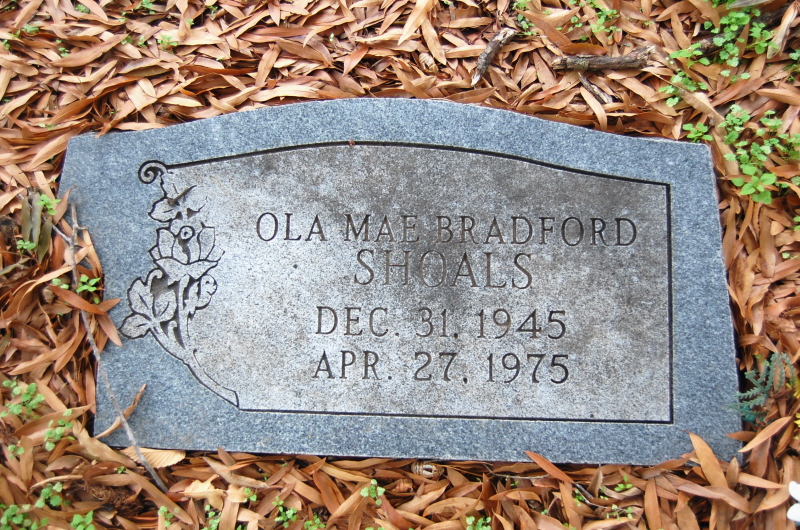 OLA MAE BRADFORD
SHOALS
DEC. 31, 1945
APR. 27, 1975